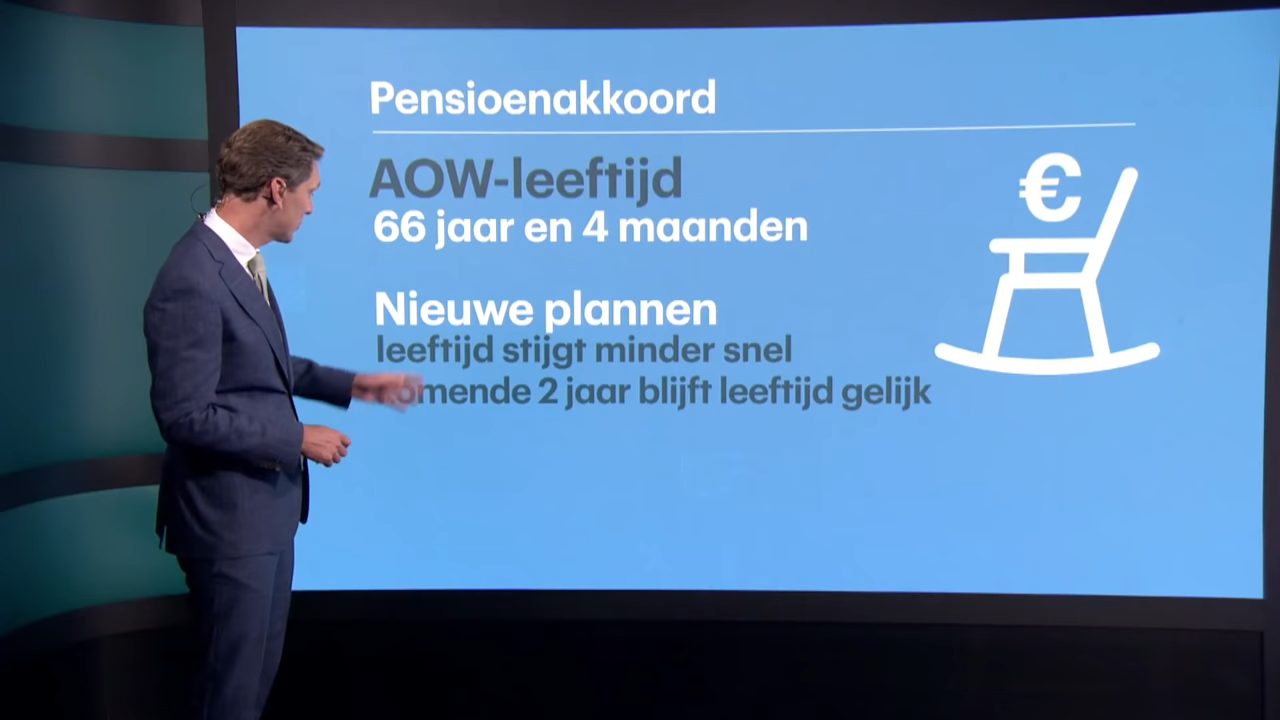 Pensioenakkoord
€
AOW-leeftijd
66 jaar en 4 maanden
Nieuwe plannen
leeftijd stijgt minder snel
2 jaar blijft leeftijd gelijk